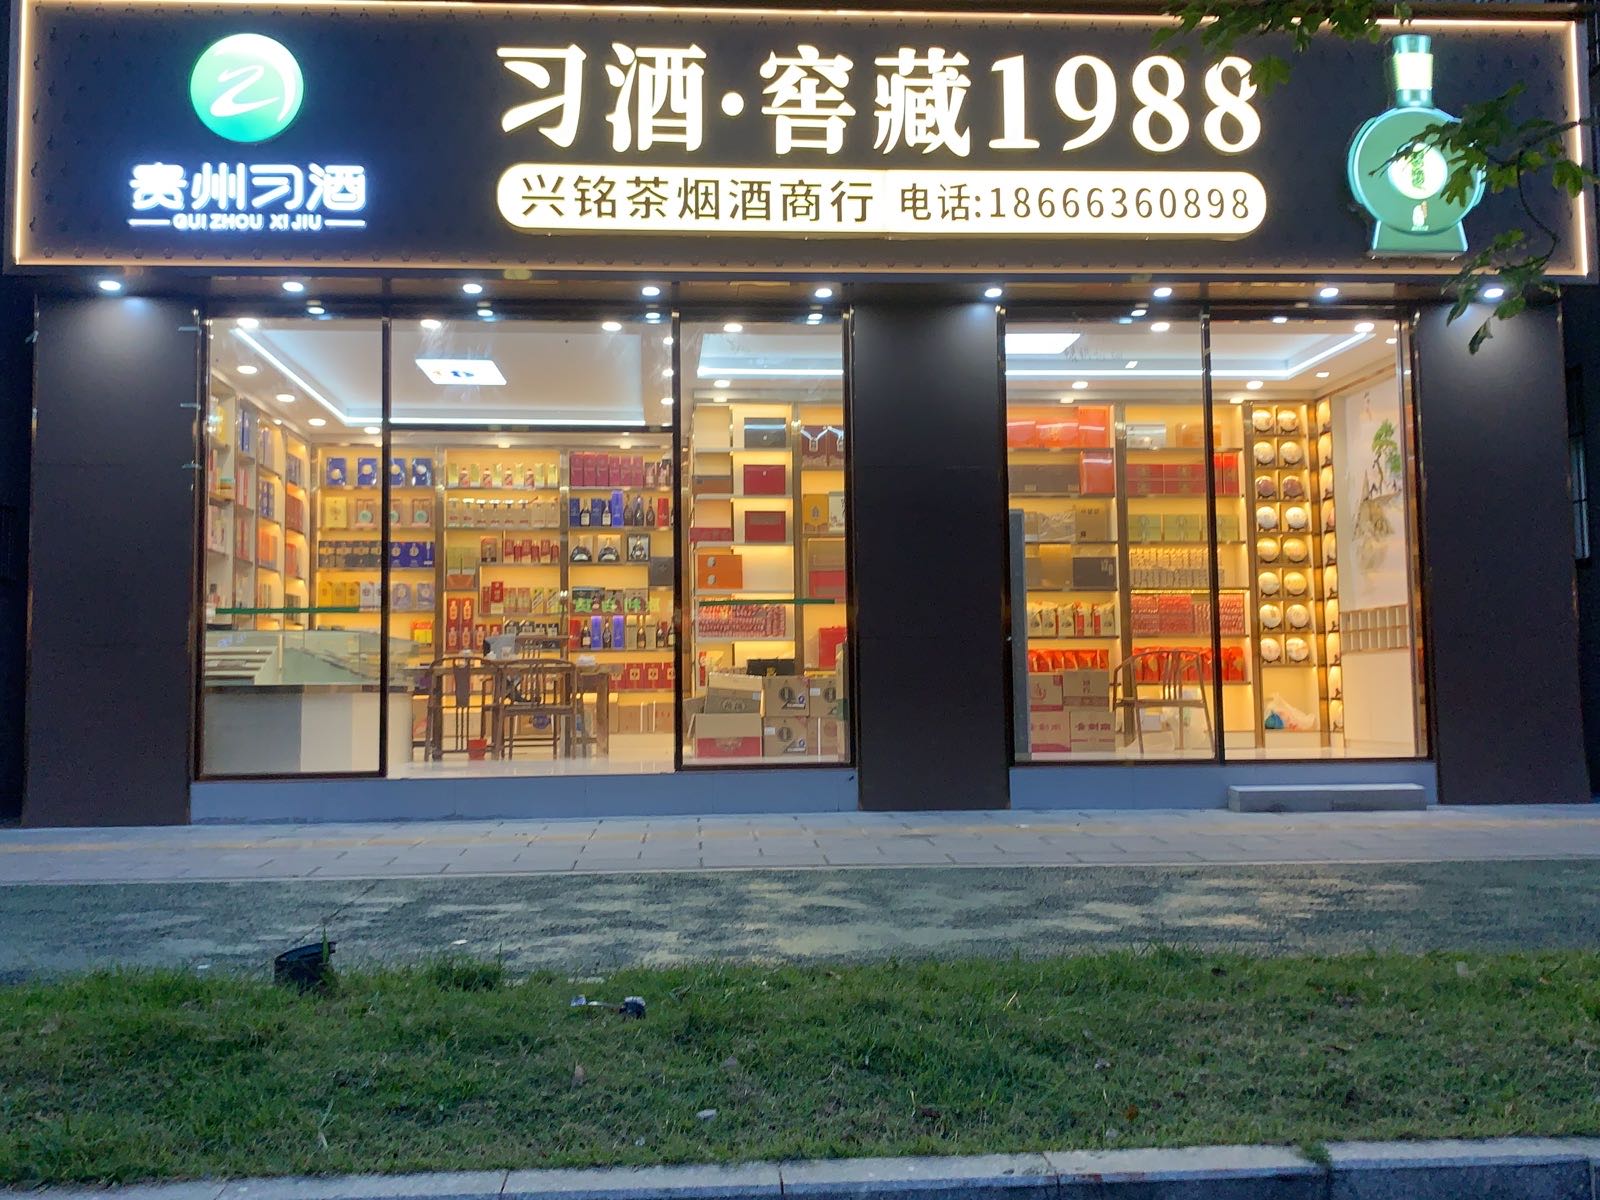 习酒·窖藏1988
贵州习酒
GUI ZHOU XI JIU
兴铭茶烟酒商行 电话:18666360898